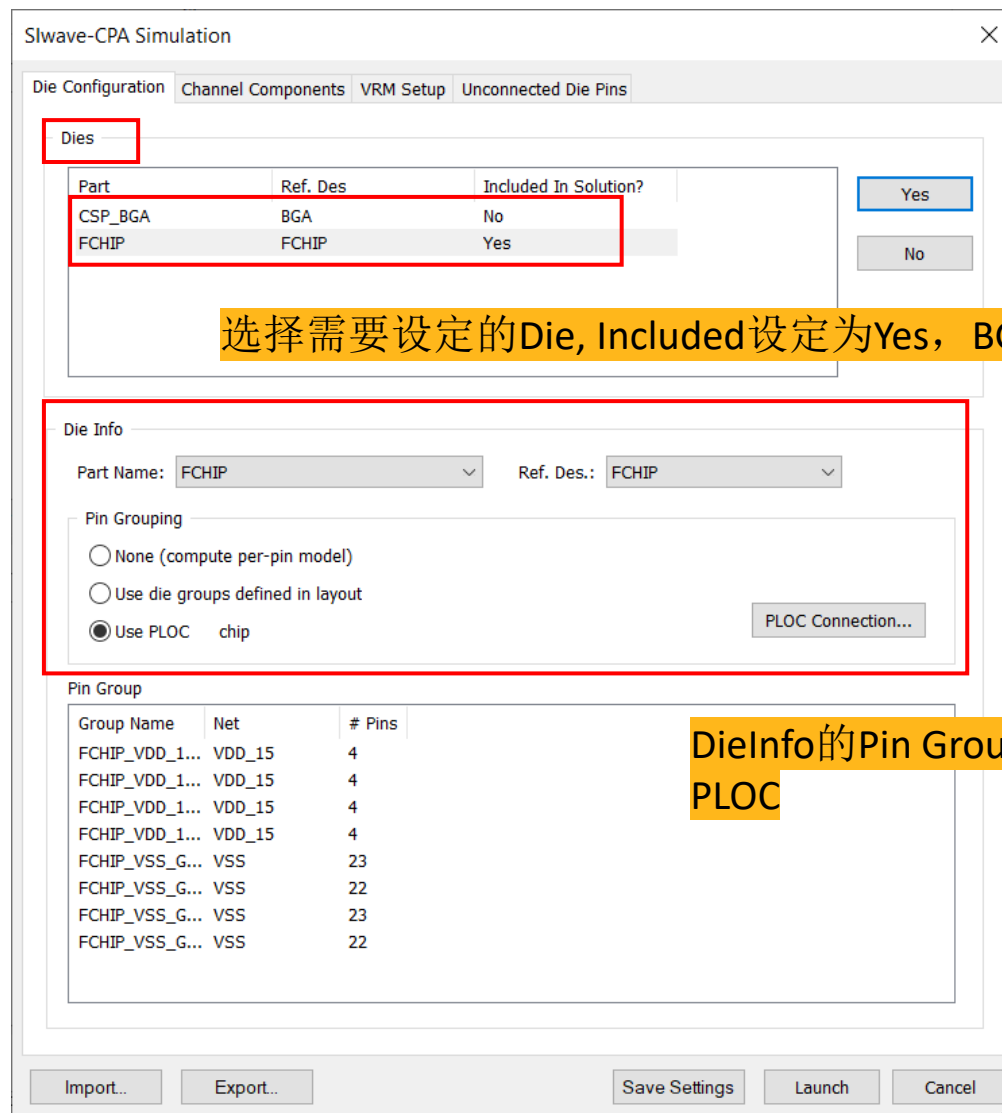 SIwave-CPA Simulation
Die Configuration Channel Components VRM Setup Unconnected Die Pins
Dies
Part Ref. Des Included In Solution?
CSP_BGA BGA No
FCHIP FCHIP Yes
Yes
No
选择需要设定的Die, Included设定为Yes，BG
Die Info
Part Name: FCHIP Ref. Des.: FCHIP
Pin Grouping
None (compute per-pin model)
Use die groups defined in layout
Use PLOC chip
PLOC Connection...
Pin Group
Group Name Net # Pins
FCHIP_VDD_1... VDD_15 4
FCHIP_VDD_1... VDD_15 4
FCHIP_VDD_1... VDD_15 4
FCHIP_VDD_1... VDD_15 4
FCHIP_VSS_G... VSS 23
FCHIP_VSS_G... VSS 22
FCHIP_VSS_G... VSS 23
FCHIP_VSS_G... VSS 22
DieInfo的Pin Grou
PLOC
Import... Export... Save Settings Launch Cancel